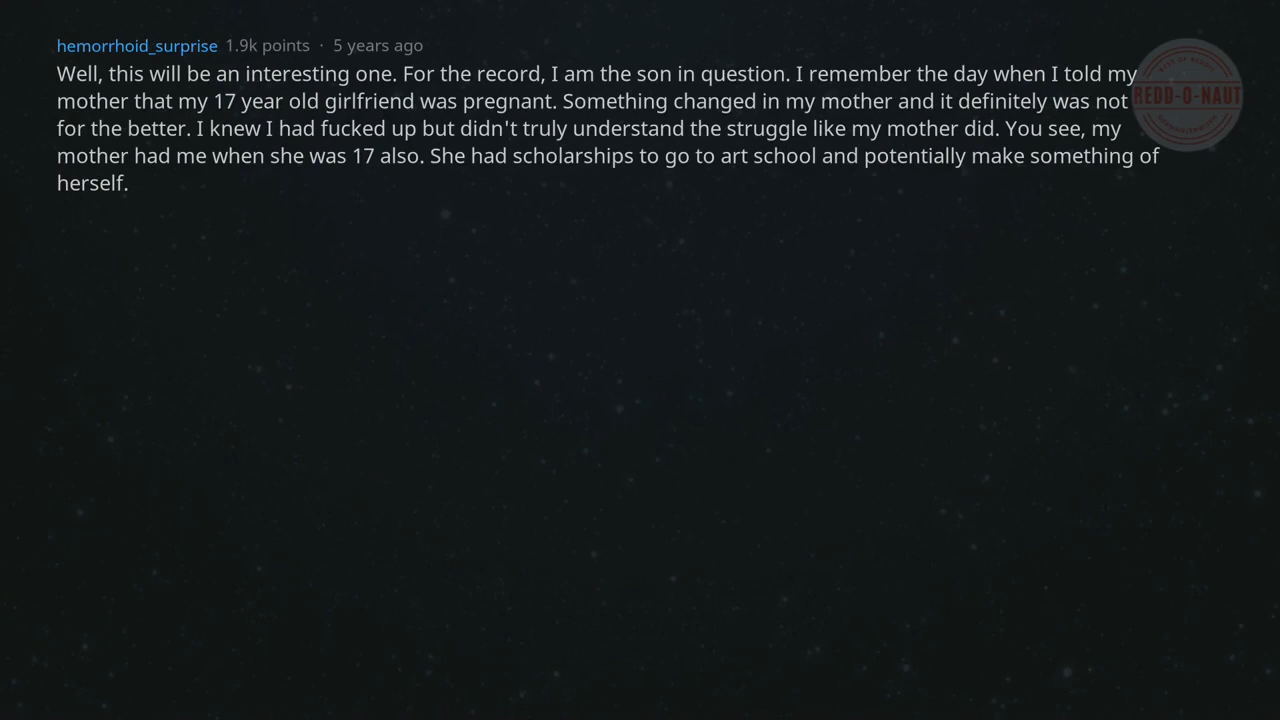 hemorrhoid_surprise 1.9k points · 5 years ago
Well, this will be an interesting one. For the record, I am the son in question. I remember the day when I told my
mother that my 17 year old girlfriend was pregnant. Something changed in my mother and it definitely was not
for the better. I knew I had fucked up but didn't truly understand the struggle like my mother did. You see, my
mother had me when she was 17 also. She had scholarships to go to art school and potentially make something of
herself.
REDD-O-NAUT